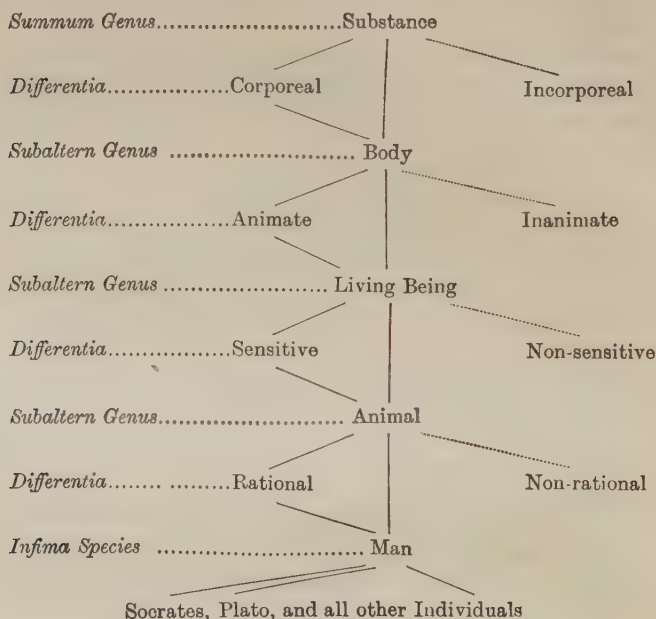 Summum Genus........................Substance
Differentia..................Corporeal Incorporeal
Subaltern Genus ........................... Body
Differentia..................Animate Inanimate
Subaltern Genus ........................Living Being
Differentia..................Sensitive Non-sensitive
Subaltern Genus...........................Animal
Differentia........ .........Rational Non-rational
Infima Species ...........................Man
Socrates, Plato, and all other Individuals